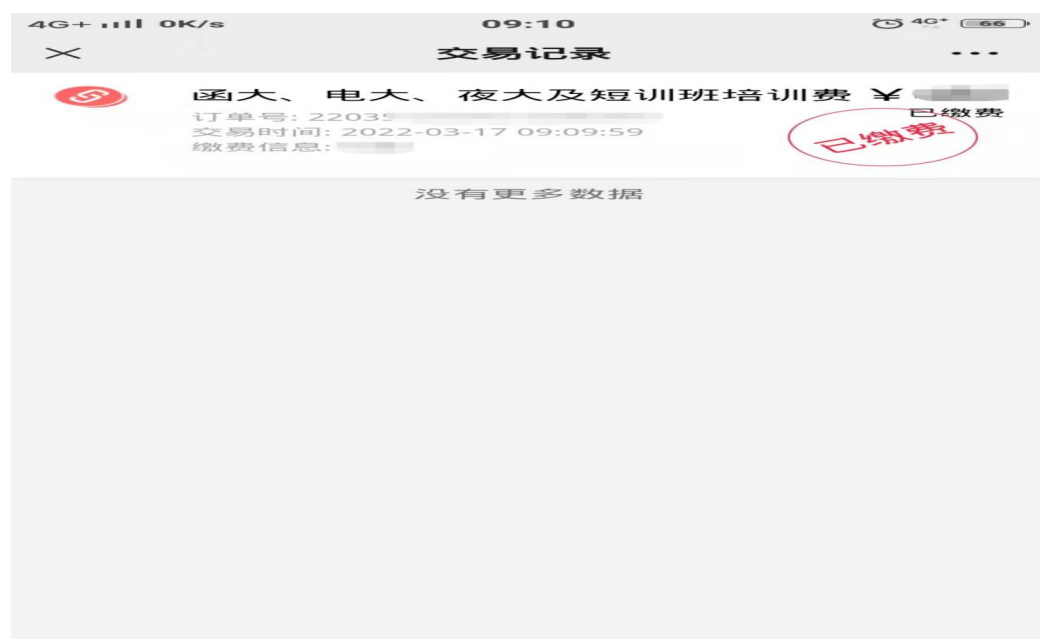 4G+ 0K/s 09:10 4G+ 66
交易记录
函大、电大、夜大及短训班培训费 ¥
已缴费
订单号: 2203
交易时间: 2022-03-17 09:09:59
缴费信息:
已缴费
没有更多数据